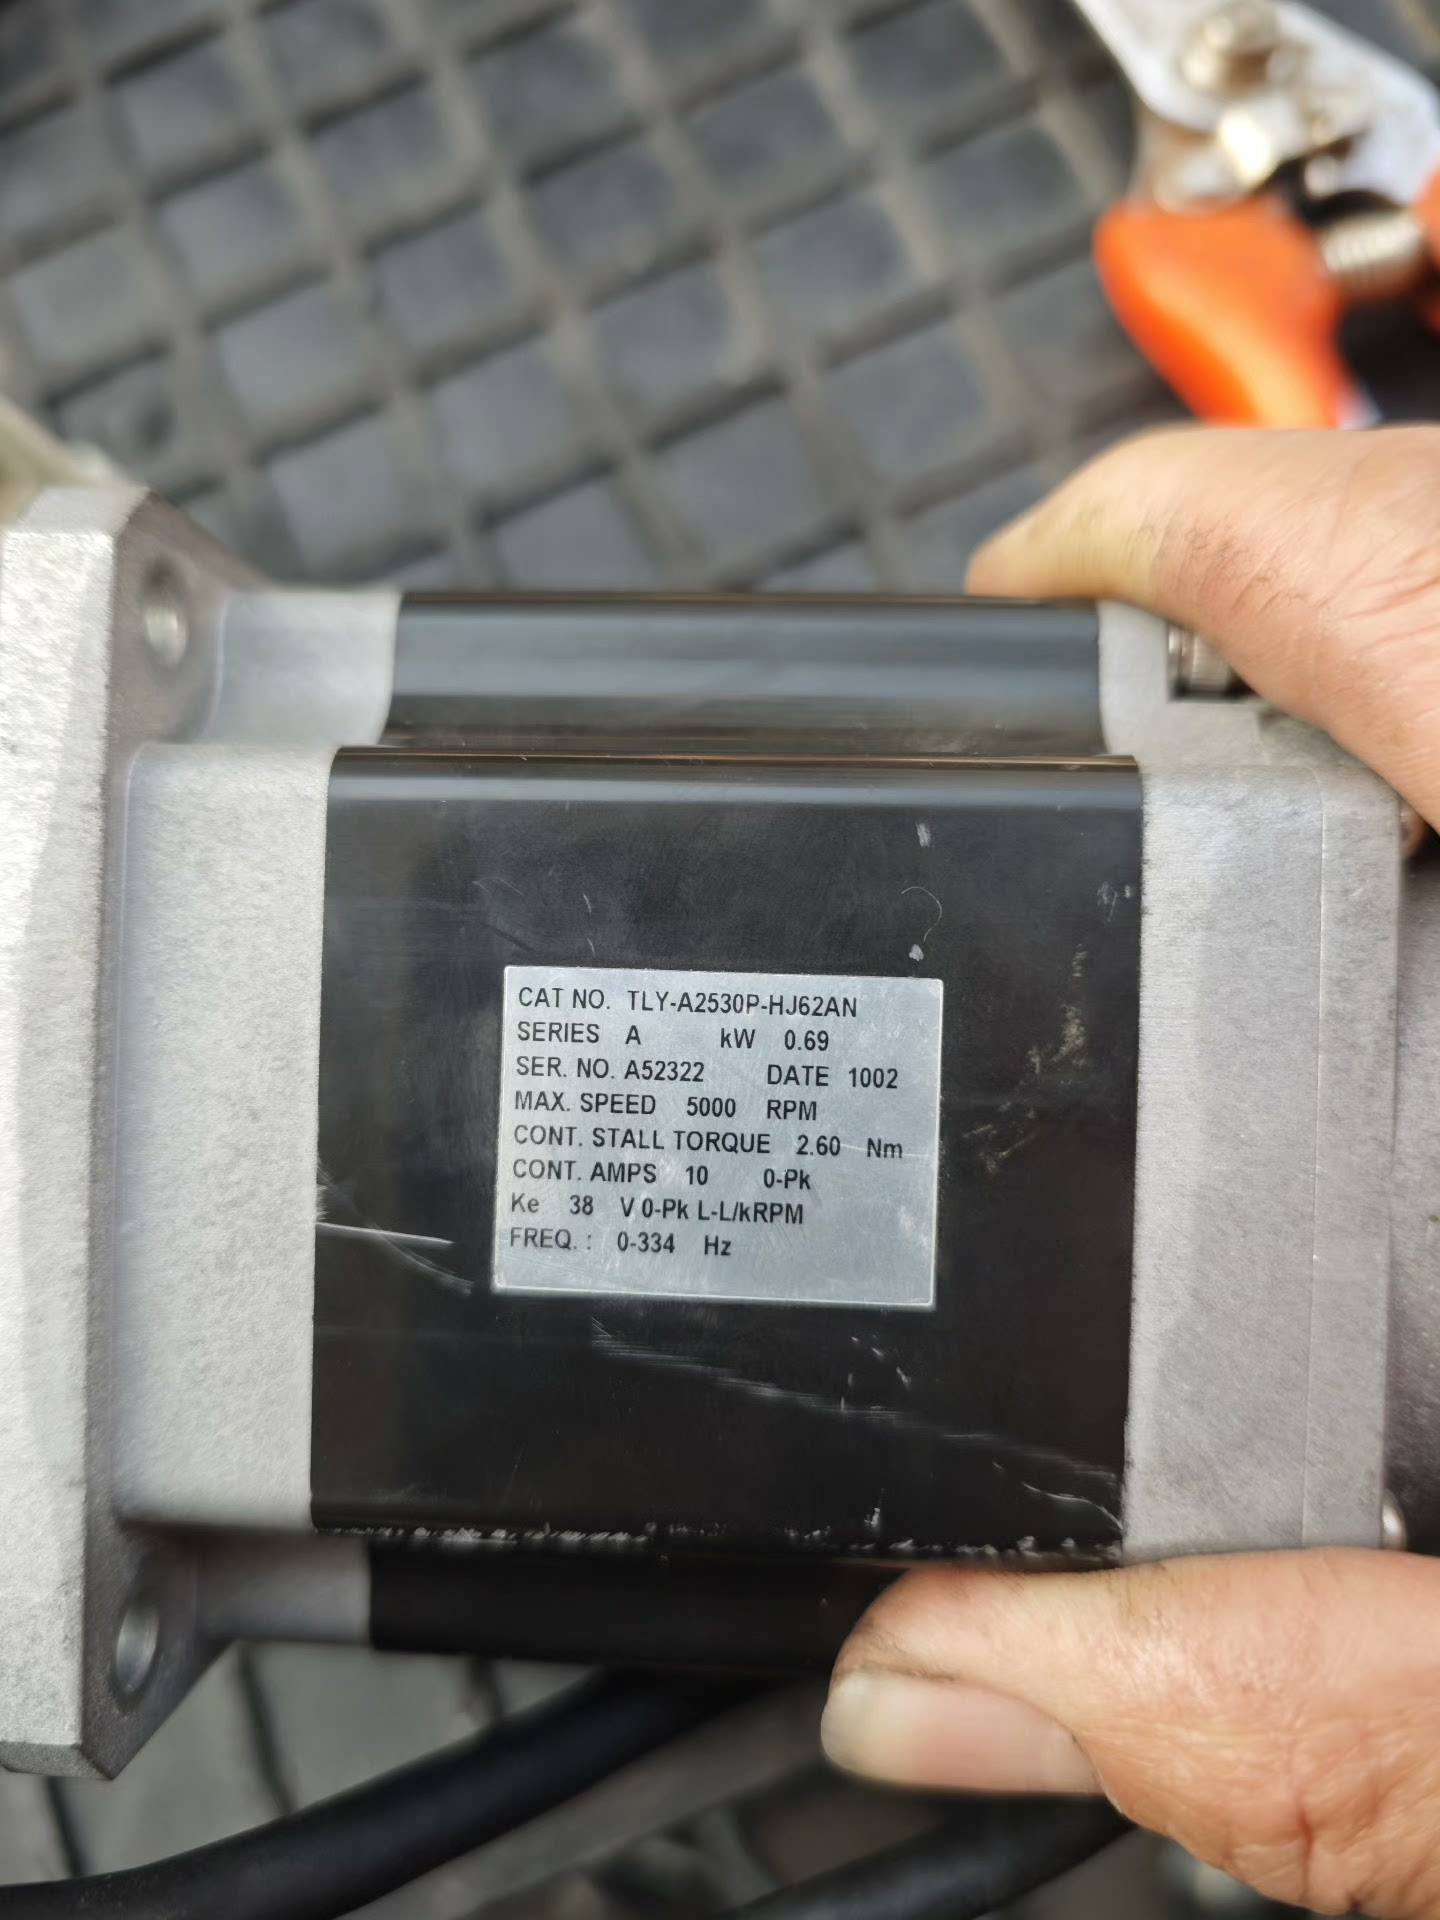 CAT NO. TLY-A2530P-HJ62AN
SERIES A kW 0.69
SER. NO. A52322 DATE 1002
MAX. SPEED 5000 RPM
CONT. STALL TORQUE 2.60 Nm
CONT. AMPS 10 0-Pk
Ke 38 V 0-Pk L-L/kRPM
FREQ. : 0-334 Hz